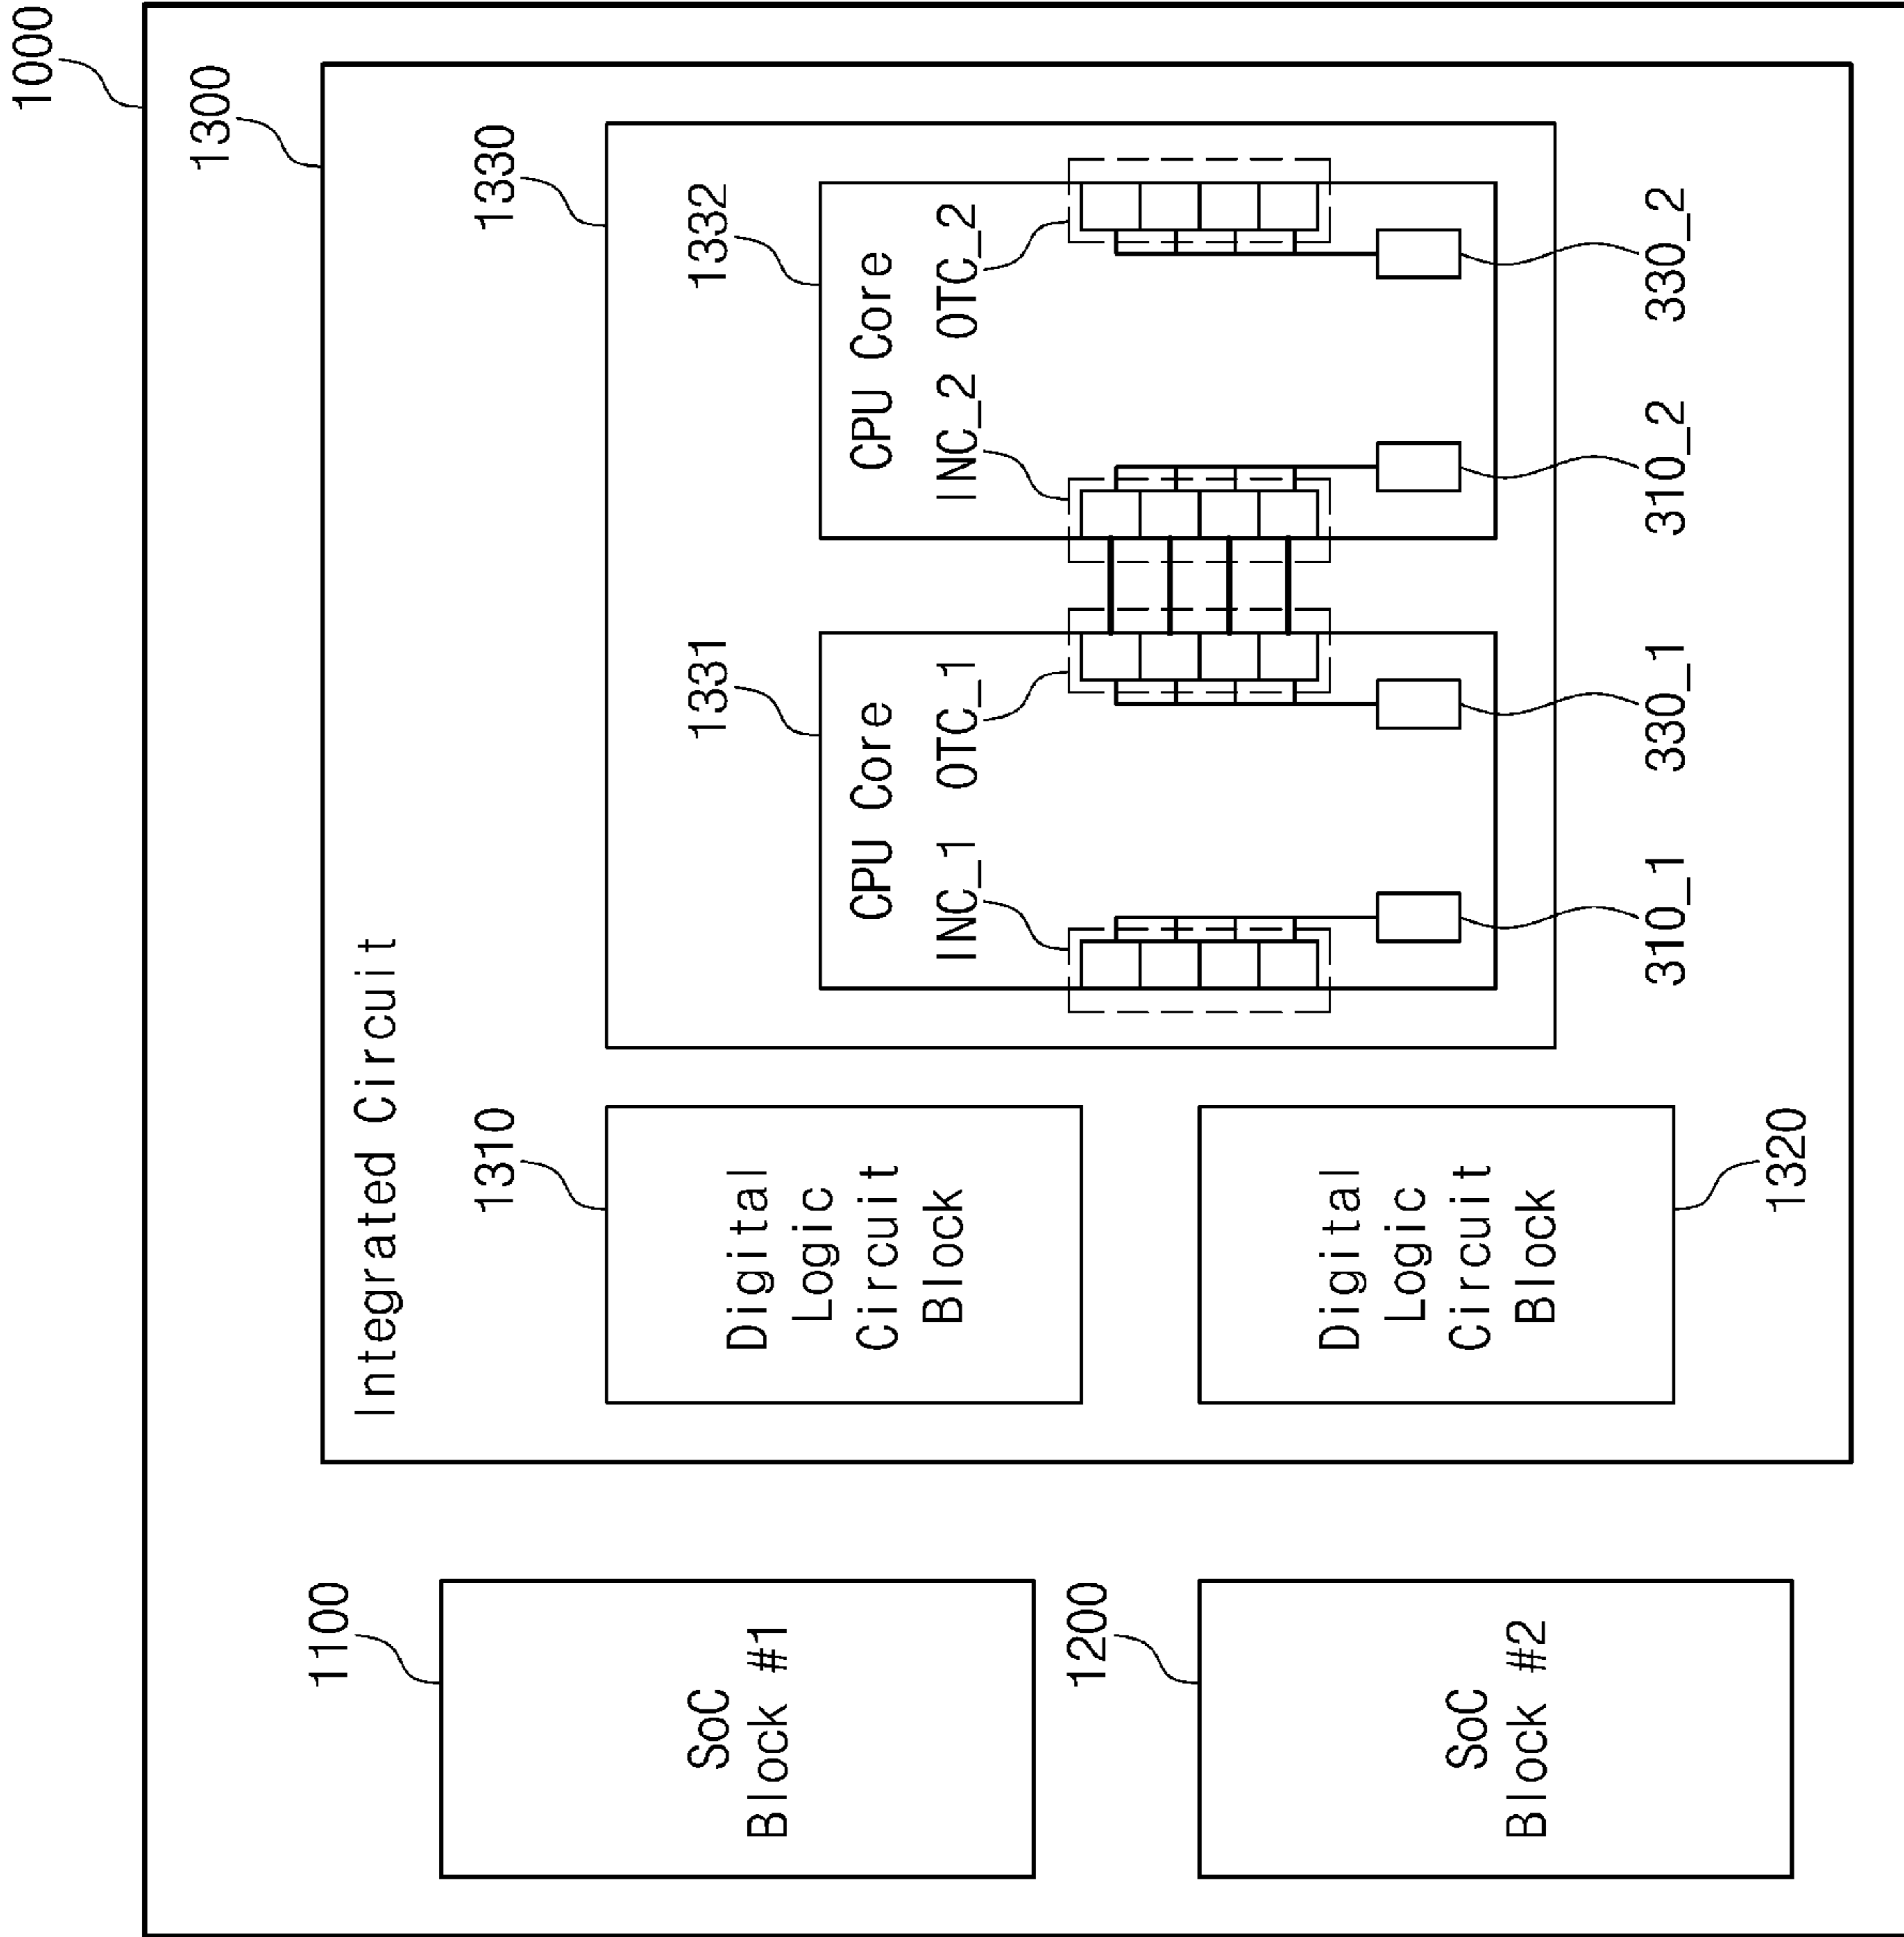 1000
1300
Integrated Circuit
1100
SoC
Block #1
1200
SoC
Block #2
1310
Digital
Logic
Circuit
Block
Digital
Logic
Circuit
Block
1320
1330
1331
CPU Core
INC_1 OTC_1
1332
CPU Core
INC_2 OTC_2
310_1
330_1
310_2
330_2